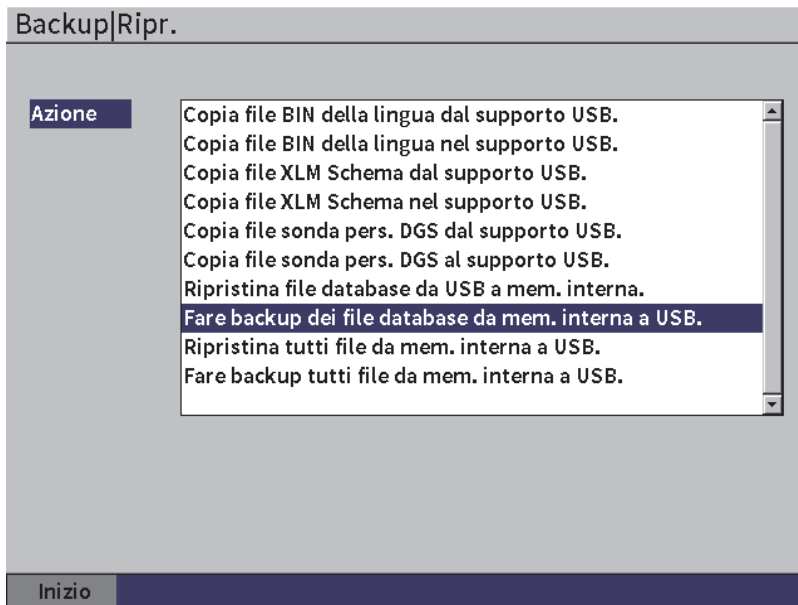 Backup|Ripr.
Azione
Copia file BIN della lingua dal supporto USB.
Copia file BIN della lingua nel supporto USB.
Copia file XLM Schema dal supporto USB.
Copia file XLM Schema nel supporto USB.
Copia file sonda pers. DGS dal supporto USB.
Copia file sonda pers. DGS al supporto USB.
Ripristina file database da USB a mem. interna.
Fare backup dei file database da mem. interna a USB.
Ripristina tutti file da mem. interna a USB.
Fare backup tutti file da mem. interna a USB.
Inizio